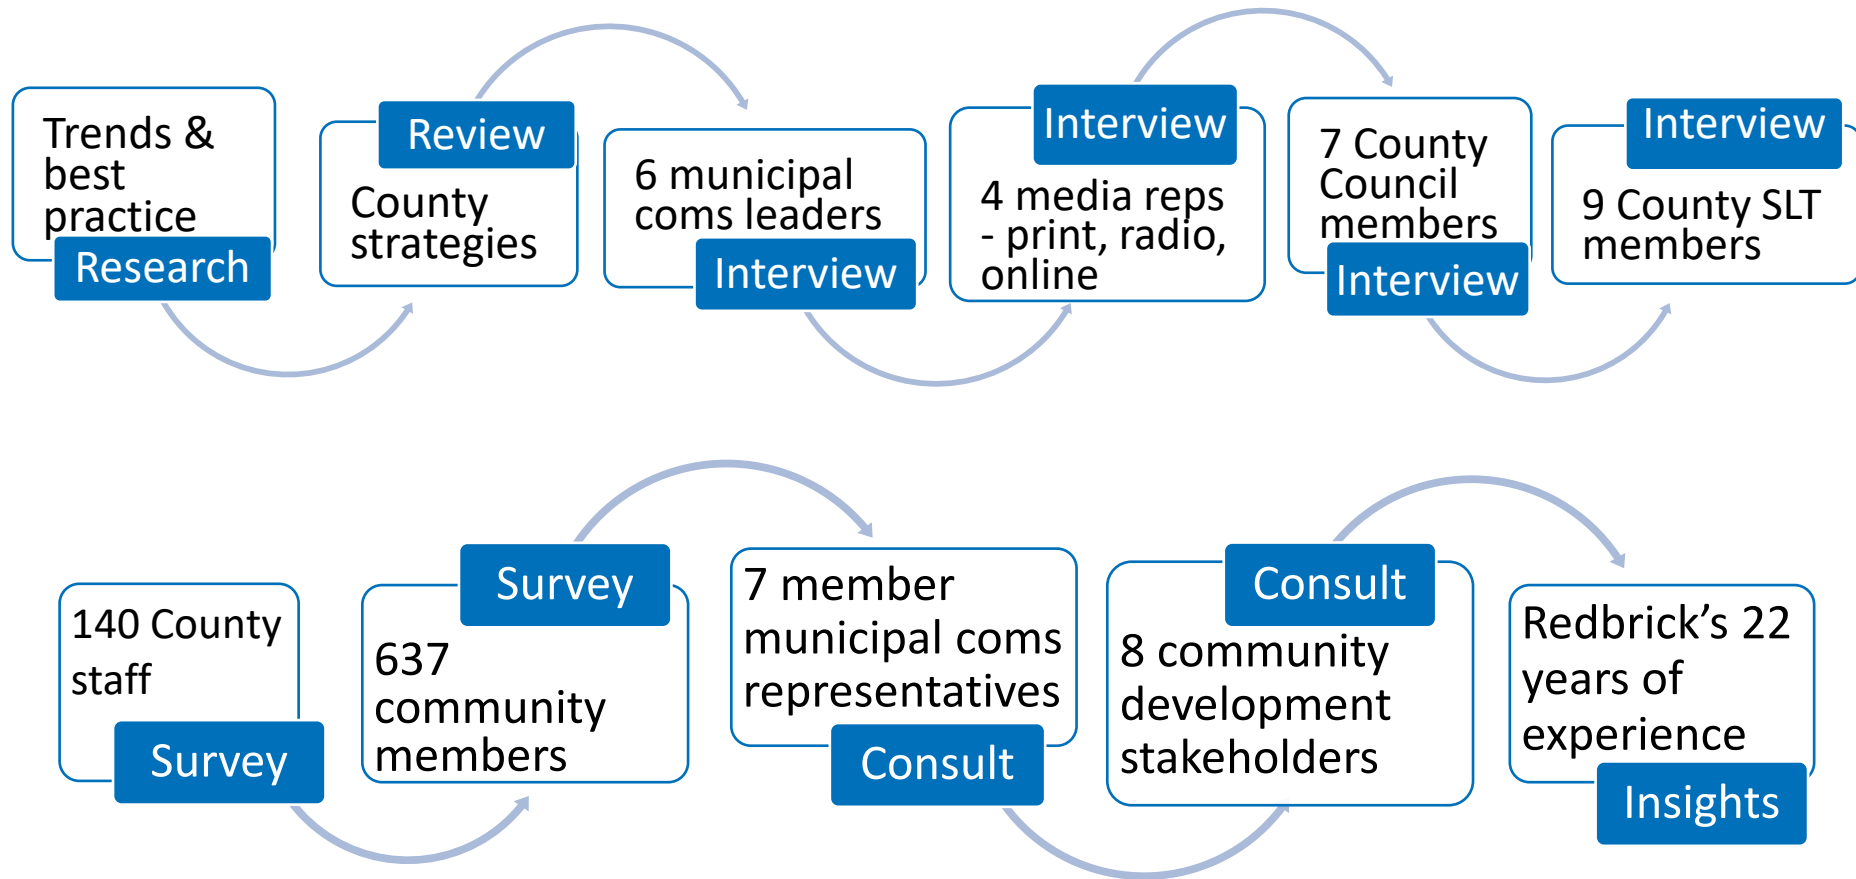 Trends &
best
practice
Research
Review
County
strategies
6 municipal
coms leaders
Interview
Interview
4 media reps
- print, radio,
online
7 County
Council
members
Interview
Interview
9 County SLT
members
140 County
staff
Survey
Survey
637
community
members
7 member
municipal coms
representatives
Consult
Consult
8 community
development
stakeholders
Redbrick’s 22
years of
experience
Insights